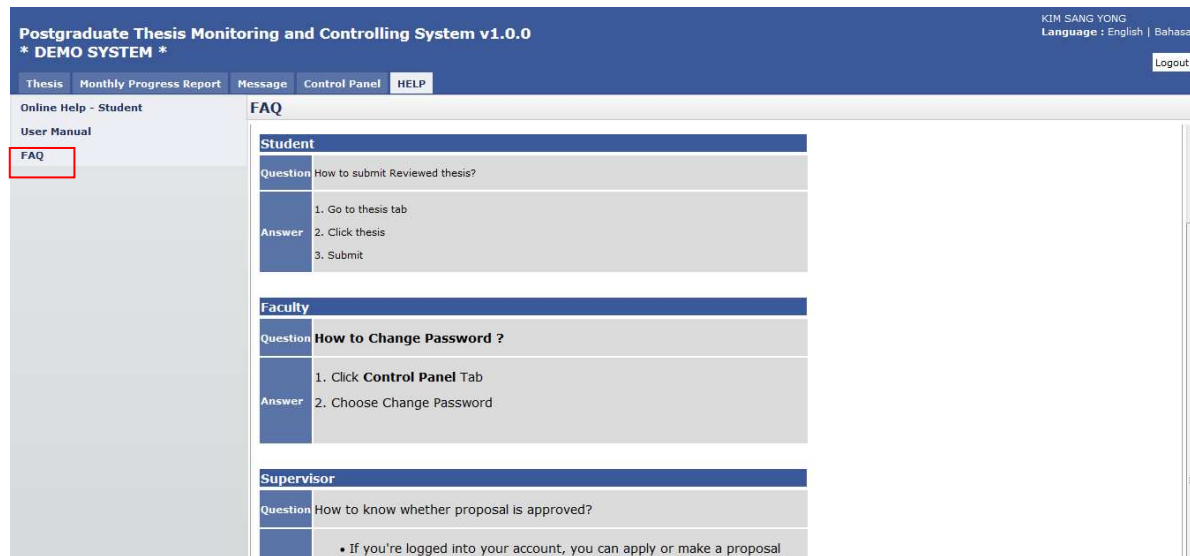 KIM SANG YONG
Postgraduate Thesis Monitoring and Controlling System v1.0.0
Language : English | Bahasa
* DEMO SYSTEM *
Logout
Thesis Monthly Progress Report Message Control Panel HELP
Online Help - Student
User Manual
FAQ
FAQ
Student
Question How to submit Reviewed thesis?
1. Go to thesis tab
Answer 2. Click thesis
3. Submit
Faculty
Question How to Change Password ?
1. Click Control Panel Tab
Answer 2. Choose Change Password
Supervisor
Question How to know whether proposal is approved?
• If you're logged into your account, you can apply or make a proposal